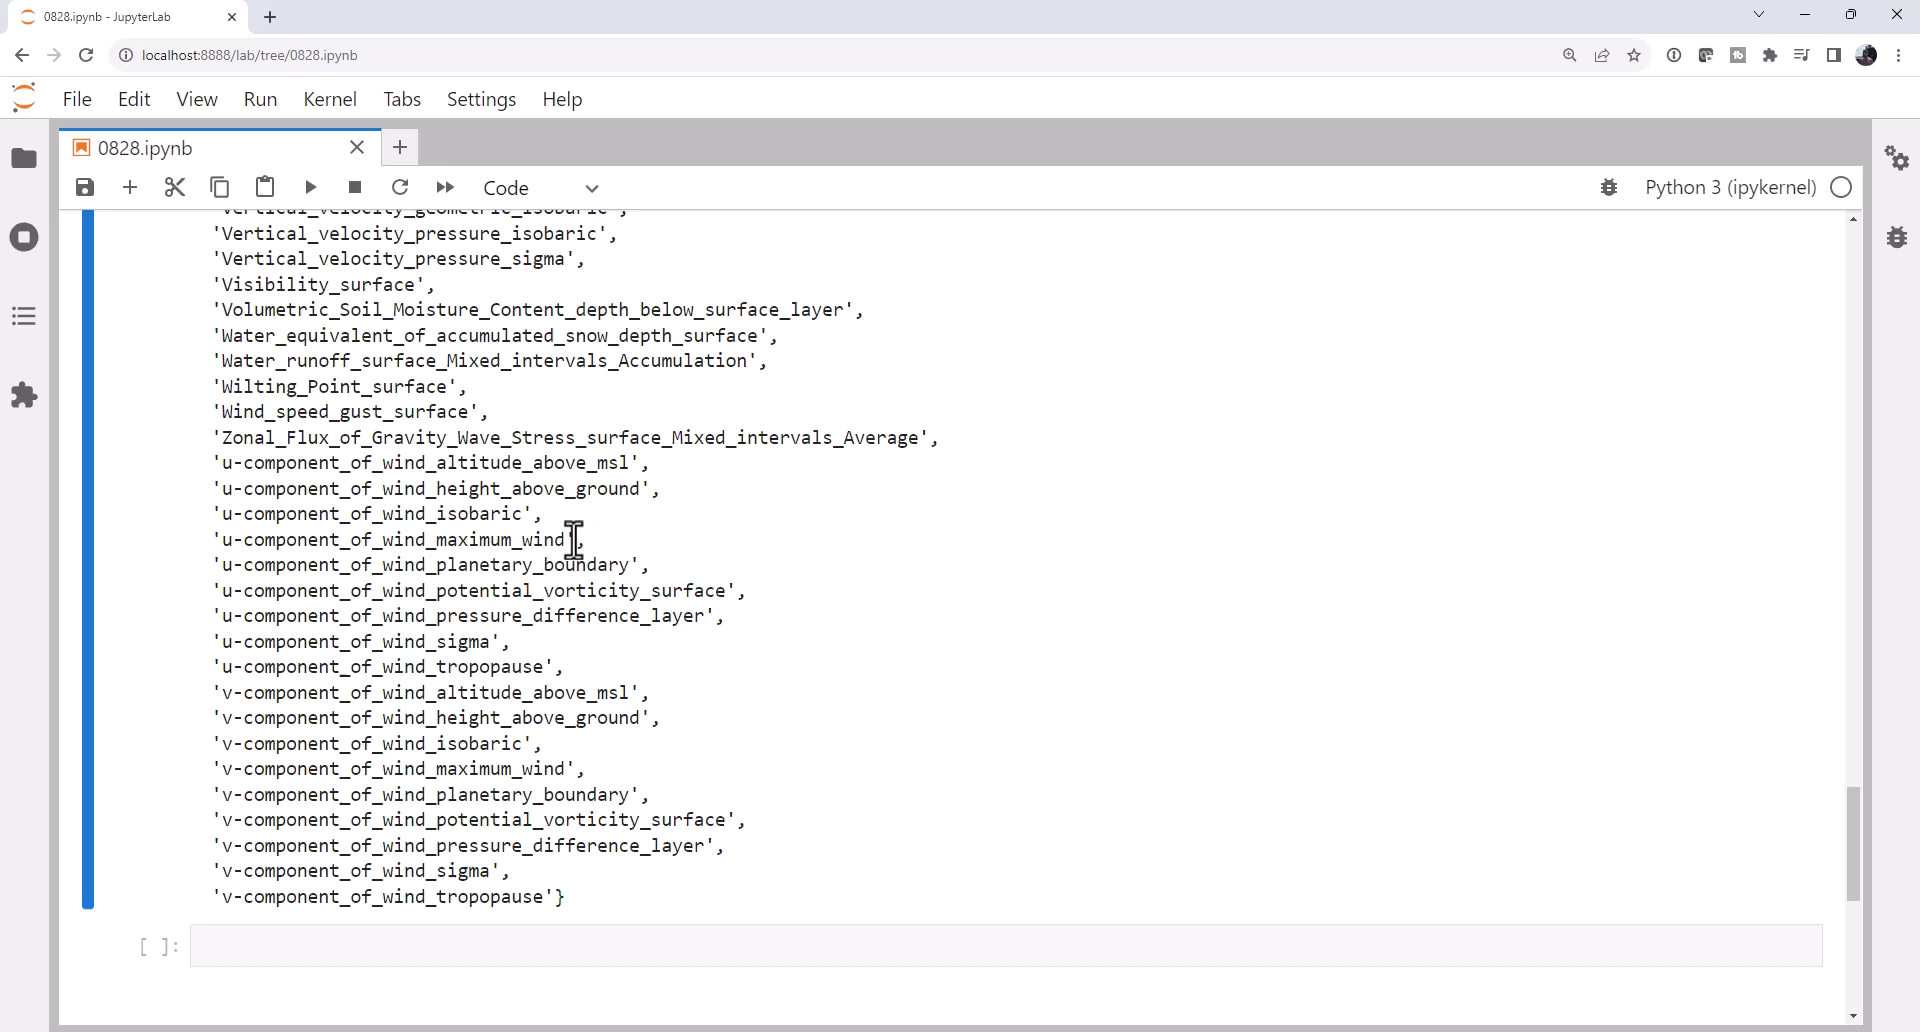 0828.ipynb - JupyterLab
localhost:8888/lab/tree/0828.ipynb
File Edit View Run Kernel Tabs Settings Help
0828.ipynb
Code
Python 3 (ipykernel)
'Vertical_velocity_geometric_isobaric',
'Vertical_velocity_pressure_isobaric',
'Vertical_velocity_pressure_sigma',
'Visibility_surface',
'Volumetric_Soil_Moisture_Content_depth_below_surface_layer',
'Water_equivalent_of_accumulated_snow_depth_surface',
'Water_runoff_surface_Mixed_intervals_Accumulation',
'Wilting_Point_surface',
'Wind_speed_gust_surface',
'Zonal_Flux_of_Gravity_Wave_Stress_surface_Mixed_intervals_Average',
'u-component_of_wind_altitude_above_msl',
'u-component_of_wind_height_above_ground',
'u-component_of_wind_isobaric',
'u-component_of_wind_maximum_wind',
'u-component_of_wind_planetary_boundary',
'u-component_of_wind_potential_vorticity_surface',
'u-component_of_wind_pressure_difference_layer',
'u-component_of_wind_sigma',
'u-component_of_wind_tropopause',
'v-component_of_wind_altitude_above_msl',
'v-component_of_wind_height_above_ground',
'v-component_of_wind_isobaric',
'v-component_of_wind_maximum_wind',
'v-component_of_wind_planetary_boundary',
'v-component_of_wind_potential_vorticity_surface',
'v-component_of_wind_pressure_difference_layer',
'v-component_of_wind_sigma',
'v-component_of_wind_tropopause'}
[ ]: